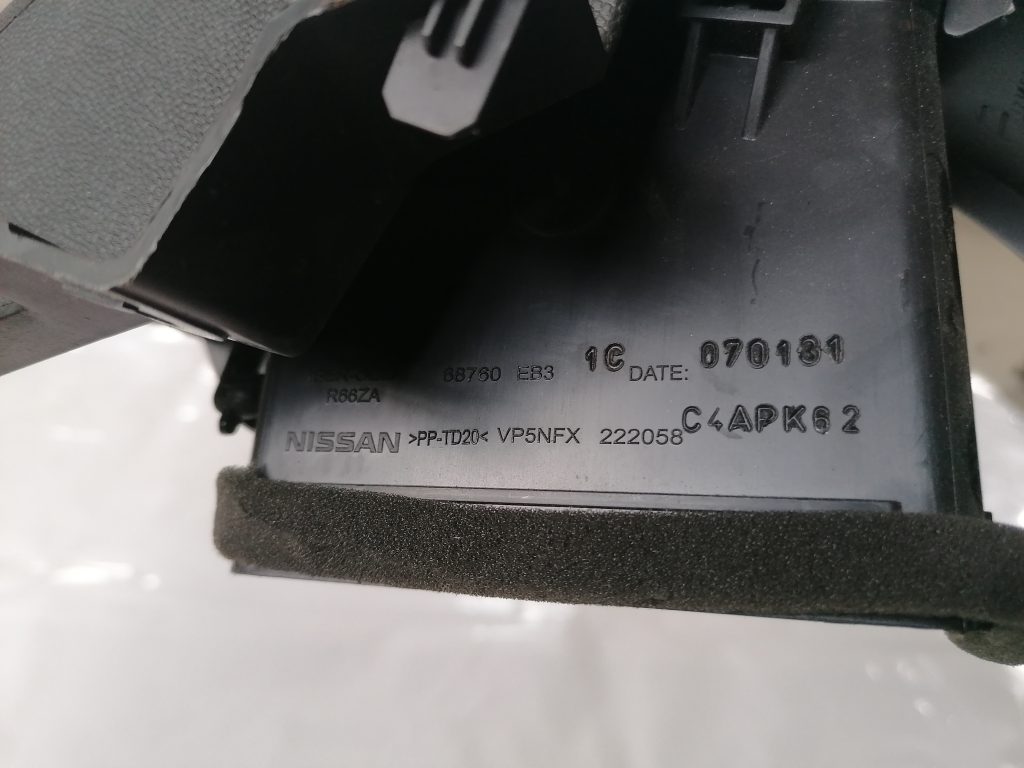 68760 EB3 1C DATE: 070131
R66ZA
C4APK62
NISSAN >PP-TD20< VP5NFX 222058